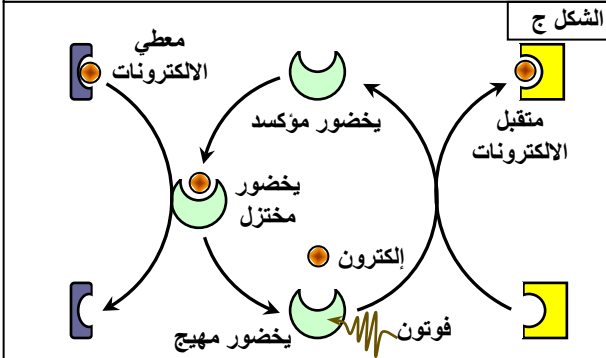 الشكل ج
معطي
الالكترونات
يخضور مؤكسد
متقبل
الالكترونات
يخضور
مختزل
إلكترون
فوتون
يخضور مهيج